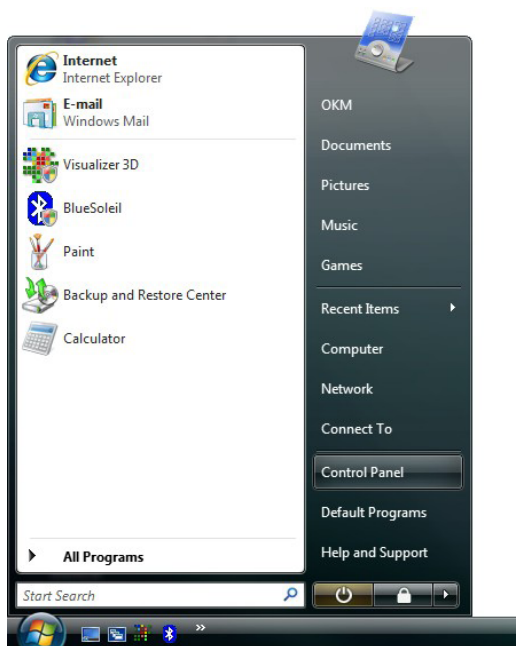 Internet
Internet Explorer
E-mail
Windows Mail
Visualizer 3D
BlueSoleil
Paint
Backup and Restore Center
Calculator
All Programs
Start Search
OKM
Documents
Pictures
Music
Games
Recent Items
Computer
Network
Connect To
Control Panel
Default Programs
Help and Support